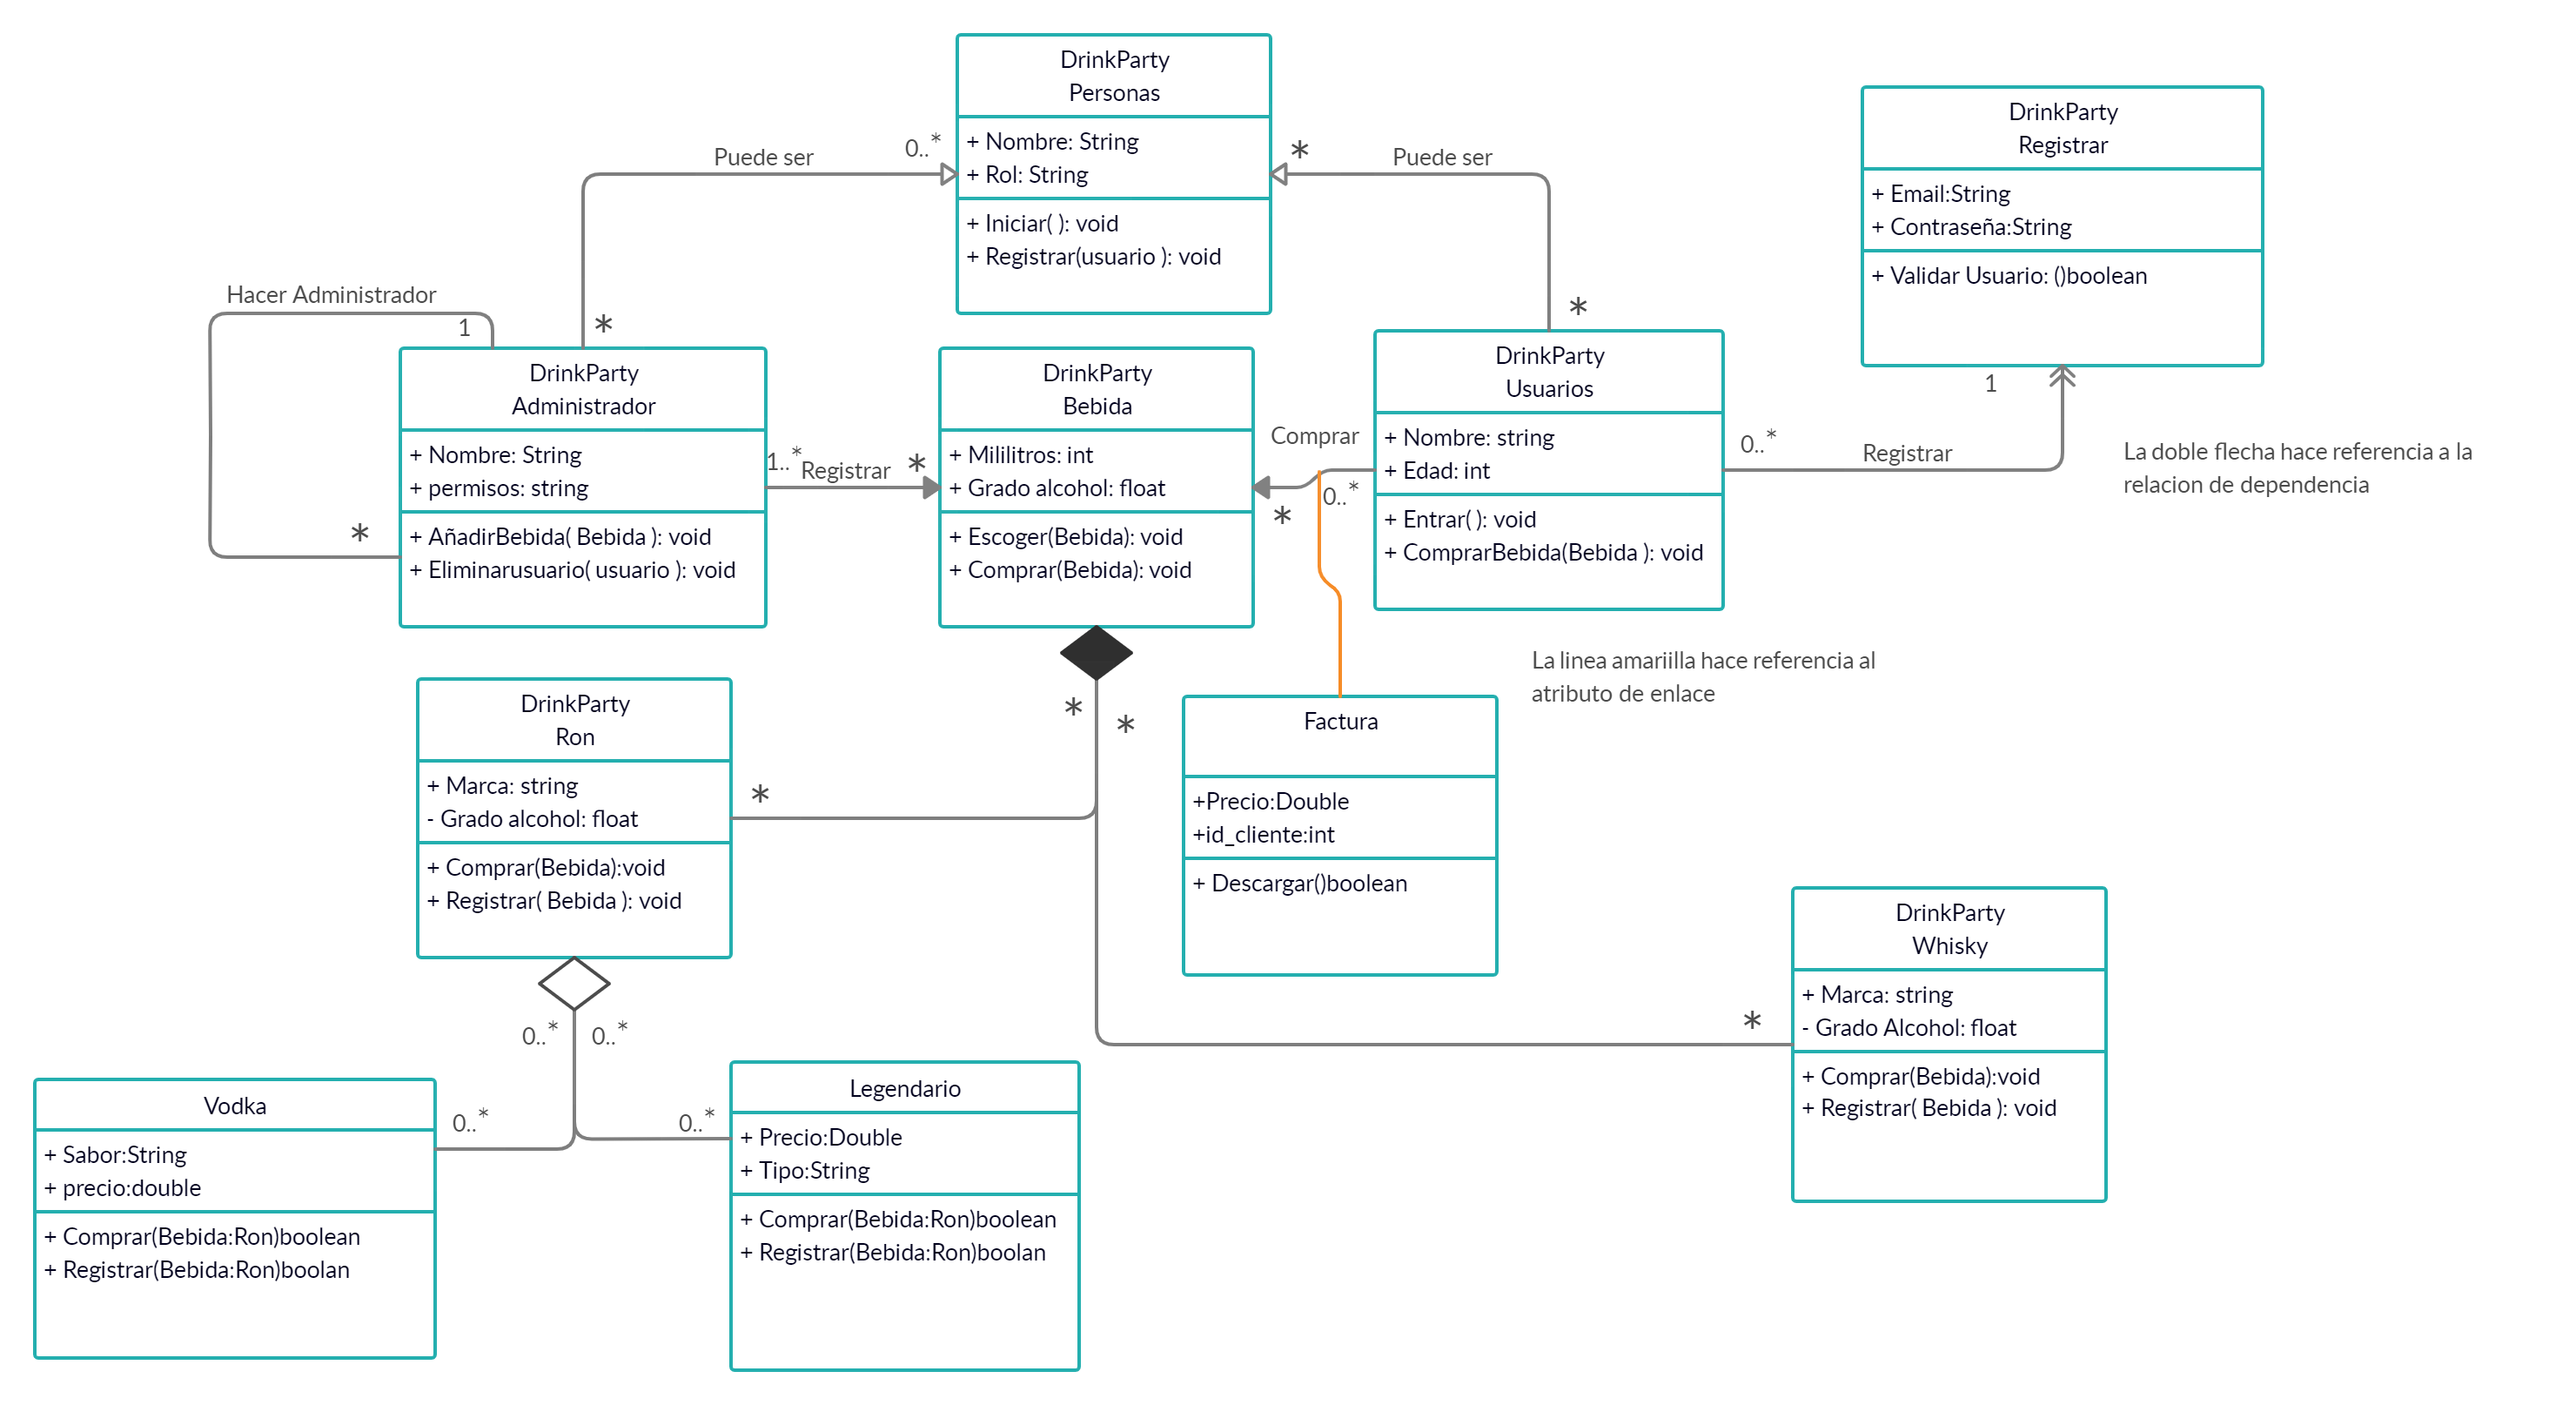 DrinkParty
Personas
+ Nombre: String
+ Rol: String
+ Iniciar( ): void
+ Registrar(usuario ): void
Puede ser
0..*
*
*
Puede ser
*
DrinkParty
Registrar
+ Email:String
+ Contraseña:String
+ Validar Usuario: ()boolean
1
0..*
Registrar
La doble flecha hace referencia a la
relacion de dependencia
Hacer Administrador
1
*
DrinkParty
Administrador
+ Nombre: String
+ permisos: string
+ AñadirBebida( Bebida ): void
+ Eliminarusuario( usuario ): void
1..*
Registrar
*
DrinkParty
Bebida
+ Mililitros: int
+ Grado alcohol: float
+ Escoger(Bebida): void
+ Comprar(Bebida): void
Comprar
*
0..*
DrinkParty
Usuarios
+ Nombre: string
+ Edad: int
+ Entrar( ): void
+ ComprarBebida(Bebida ): void
La linea amariilla hace referencia al
atributo de enlace
*
*
*
DrinkParty
Ron
+ Marca: string
- Grado alcohol: float
+ Comprar(Bebida):void
+ Registrar( Bebida ): void
Factura
+Precio:Double
+id_cliente:int
+ Descargar()boolean
*
DrinkParty
Whisky
+ Marca: string
- Grado Alcohol: float
+ Comprar(Bebida):void
+ Registrar( Bebida ): void
0..*
0..*
0..*
0..*
Vodka
+ Sabor:String
+ precio:double
+ Comprar(Bebida:Ron)boolean
+ Registrar(Bebida:Ron)boolan
Legendario
+ Precio:Double
+ Tipo:String
+ Comprar(Bebida:Ron)boolean
+ Registrar(Bebida:Ron)boolan